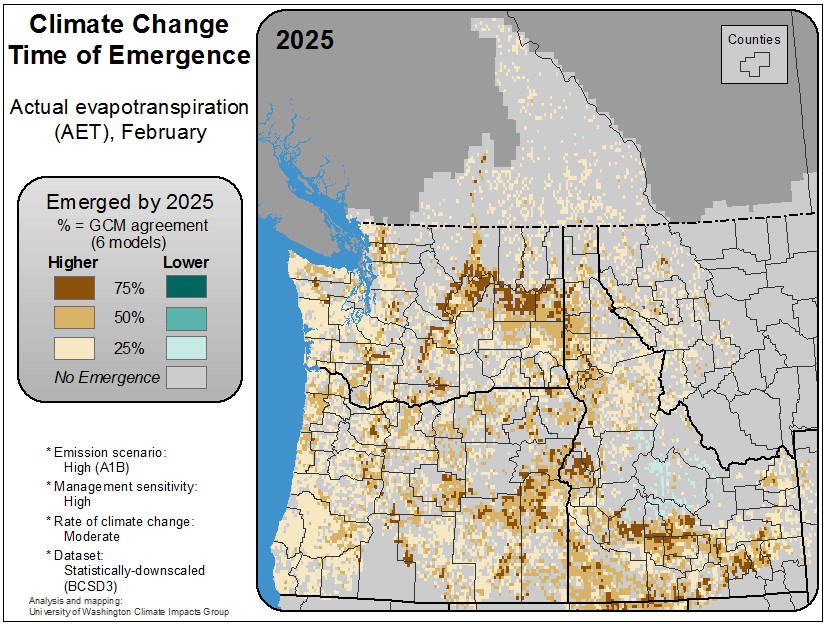 Climate Change
Time of Emergence
Actual evapotranspiration
(AET), February
Emerged by 2025
% = GCM agreement
(6 models)
Higher Lower
75%
50%
25%
No Emergence
* Emission scenario:
High (A1B)
* Management sensitivity:
High
* Rate of climate change:
Moderate
* Dataset:
Statistically-downscaled
(BCSD3)
Analysis and mapping:
University of Washington Climate Impacts Group
2025
Counties